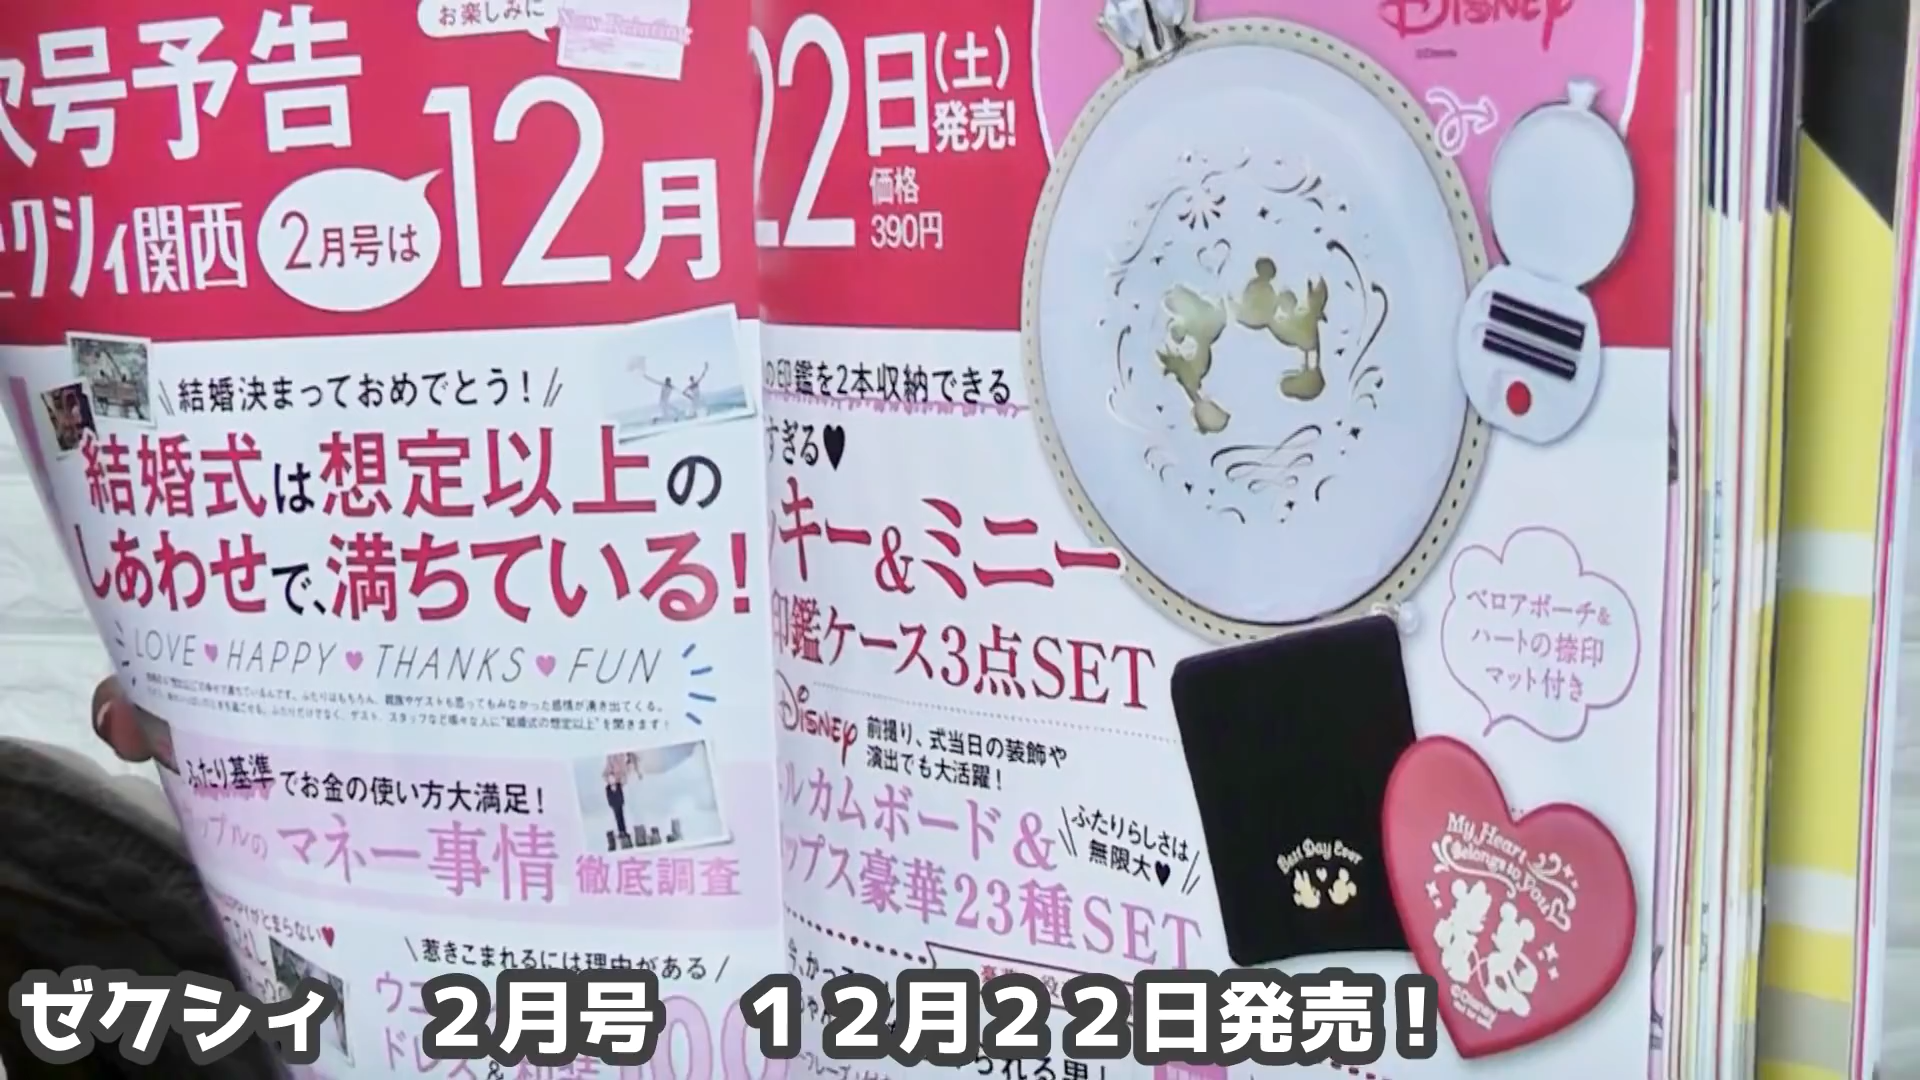 お楽しみに
次号予告
ゼクシィ関西
2月号は
12月
22日(土)
発売!
価格
390円
DISNEY
結婚決まっておめでとう!
結婚式は想定以上の
しあわせで、満ちている!
LOVE♥HAPPY♥THANKS♥FUN
ふたり基準でお金の使い方大満足!
マネー事情 徹底調査
惹きこまれるには理由がある
印鑑を2本収納できる
すぎる♥
キー&ミニー
印鑑ケース3点SET
ベロアポーチ&
ハートの捺印
マット付き
DISNEY
前撮り、式当日の装飾や
演出でも大活躍!
ルカムボード&
ップス豪華23種SET
ふたりらしさは
無限大♥
Best Day Ever
My Heart
Belongs to You
ゼクシィ 2月号 12月22日発売!